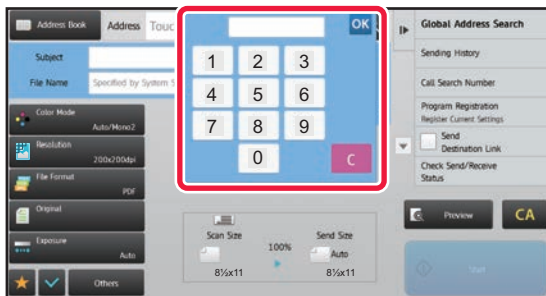 Address Book
Address
Touc
OK
Global Address Search
Subject
Sending History
File Name
Specified by System S
Call Search Number
1 2 3
4 5 6
7 8 9
0 C
Color Mode
Auto/Mono2
Program Registration
Register Current Settings
Resolution
200x200dpi
Send
Destination Link
File Format
PDF
Check Send/Receive
Status
Original
Preview
CA
Scan Size
100%
Send Size
Auto
8½x11
8½x11
Exposure
Auto
Others
Start